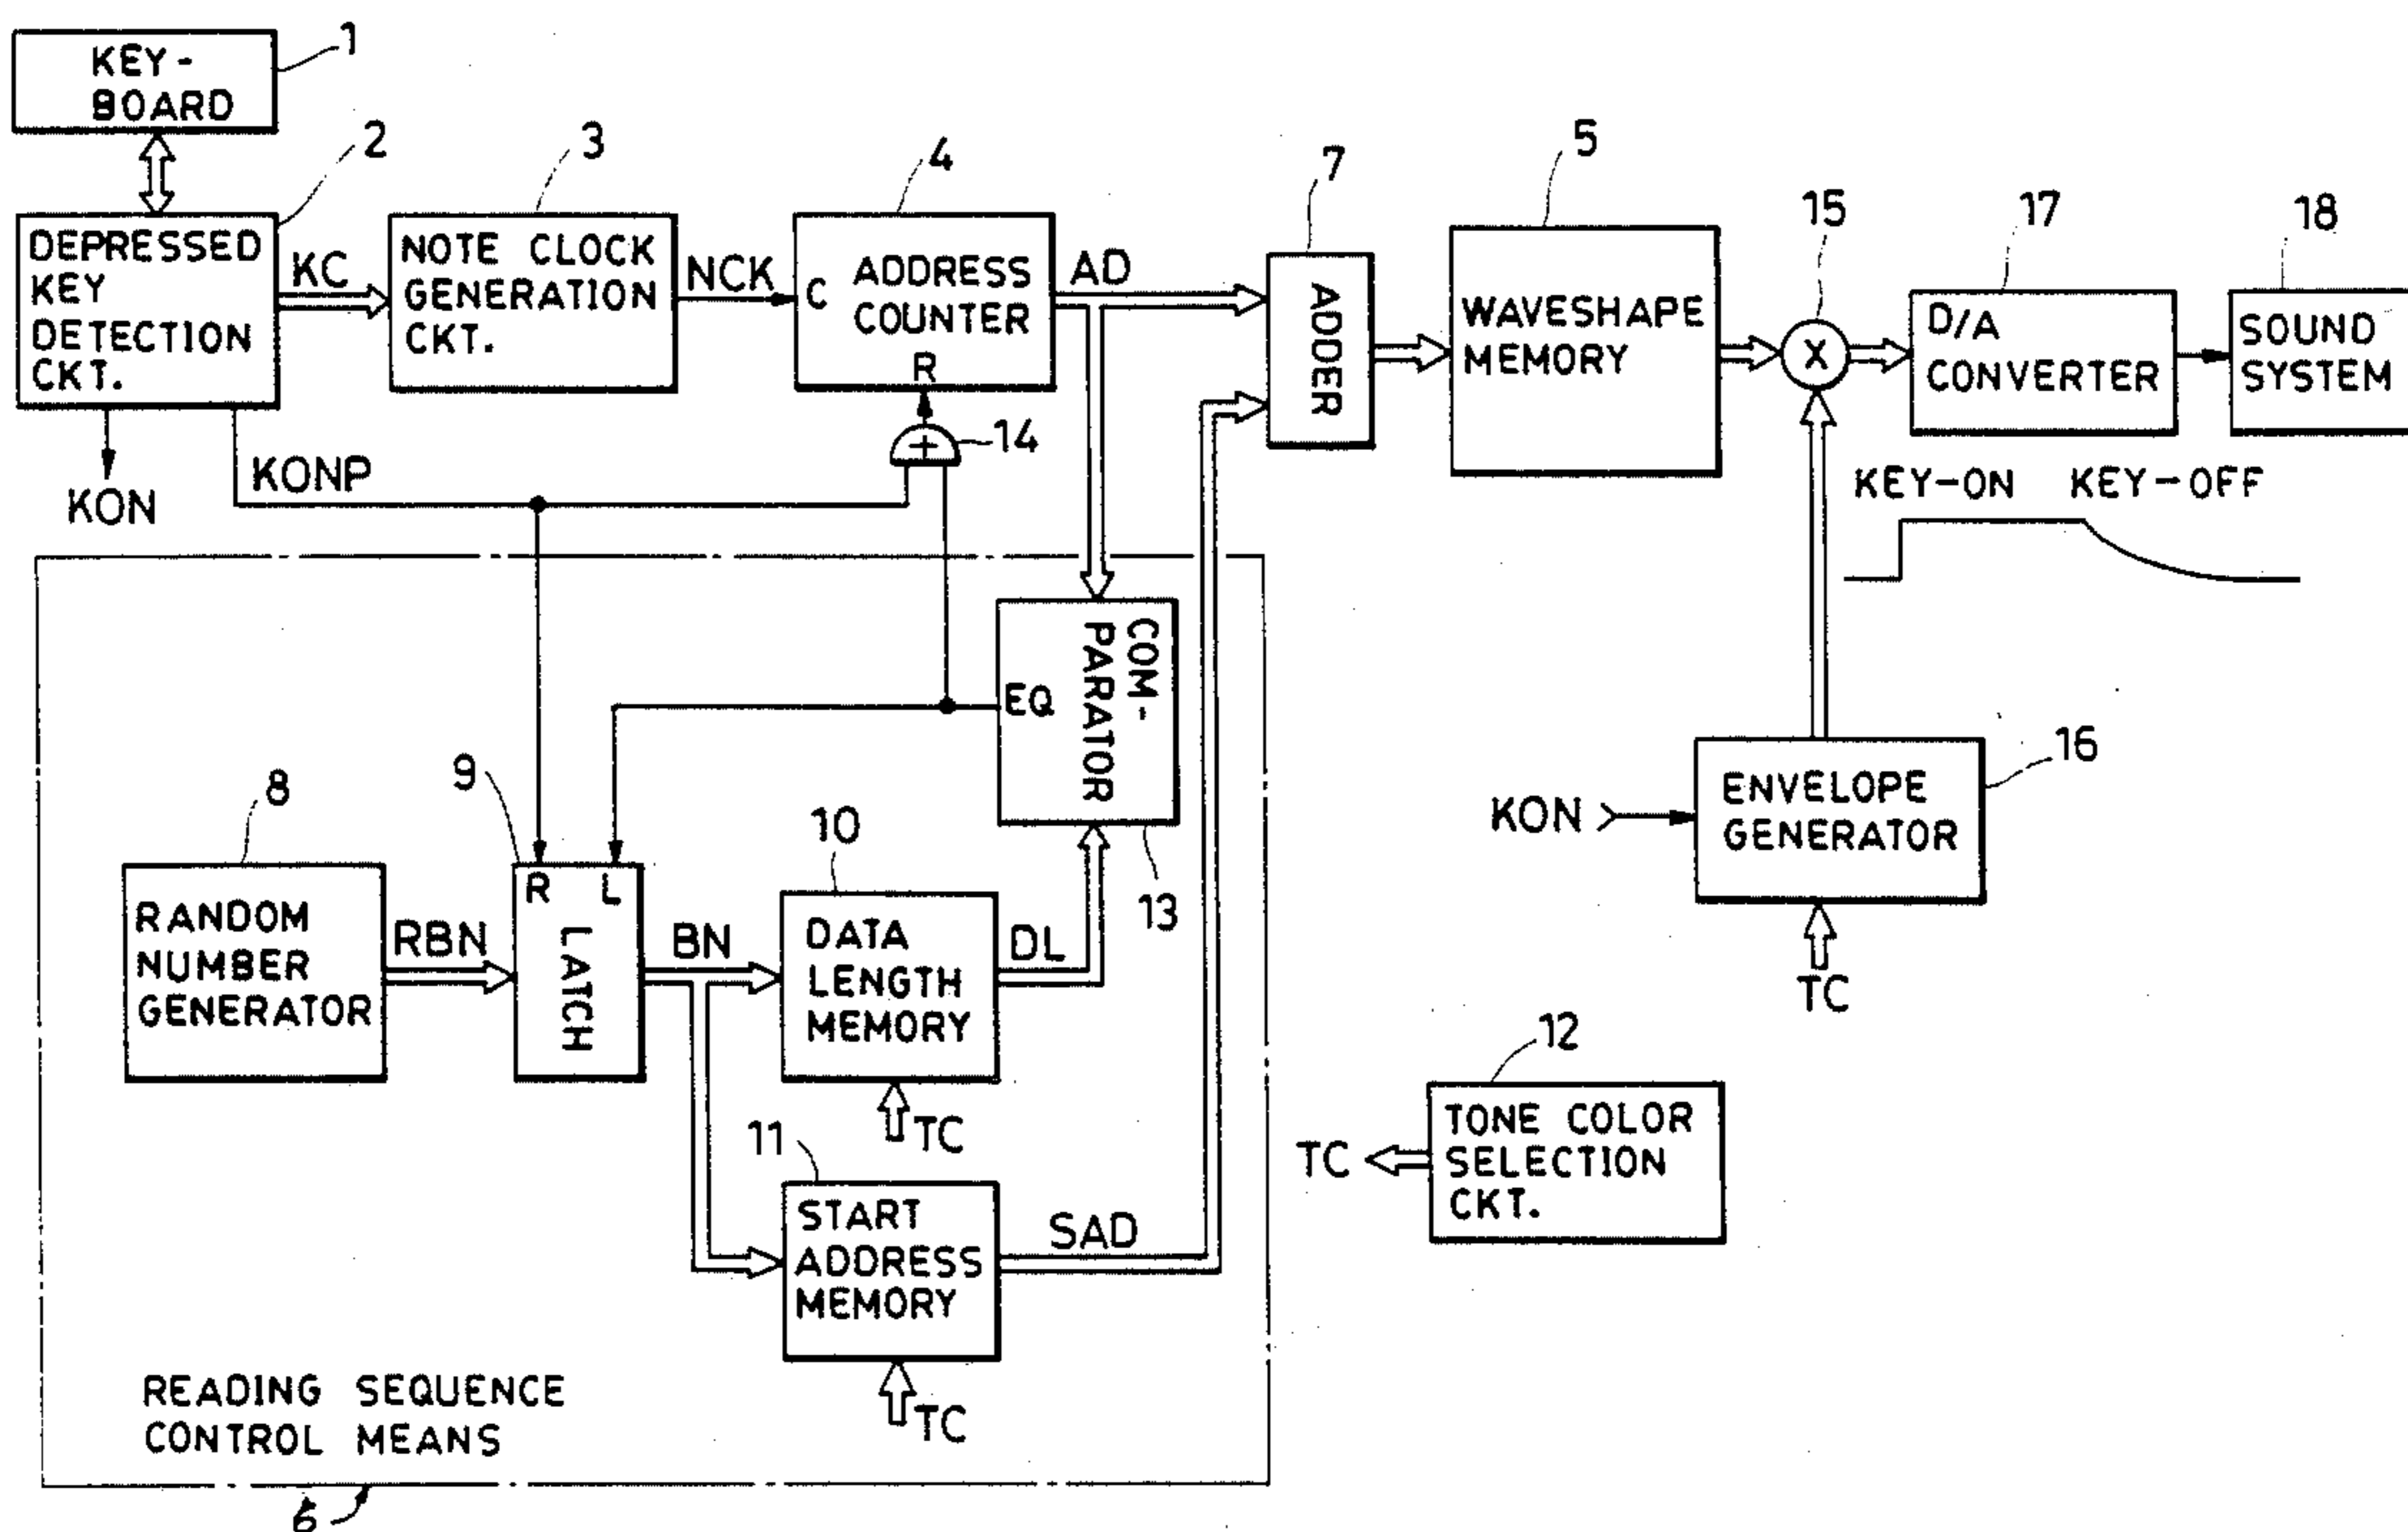 KEY-
BOARD
1
DEPRESSED
KEY
DETECTION
CKT.
2
KC
NOTE CLOCK
GENERATION
CKT.
3
NCK
C
ADDRESS
COUNTER
R
4
AD
ADDER
7
WAVESHAPE
MEMORY
5
X
15
D/A
CONVERTER
17
SOUND
SYSTEM
18
KON
KONP
+
14
KEY-ON KEY-OFF
COM-
PARATOR
EQ
13
RANDOM
NUMBER
GENERATOR
8
RBN
R L
LATCH
9
BN
DATA
LENGTH
MEMORY
10
DL
TC
START
ADDRESS
MEMORY
11
SAD
TC
READING SEQUENCE
CONTROL MEANS
6
KON
ENVELOPE
GENERATOR
16
TC
TC
TONE COLOR
SELECTION
CKT.
12